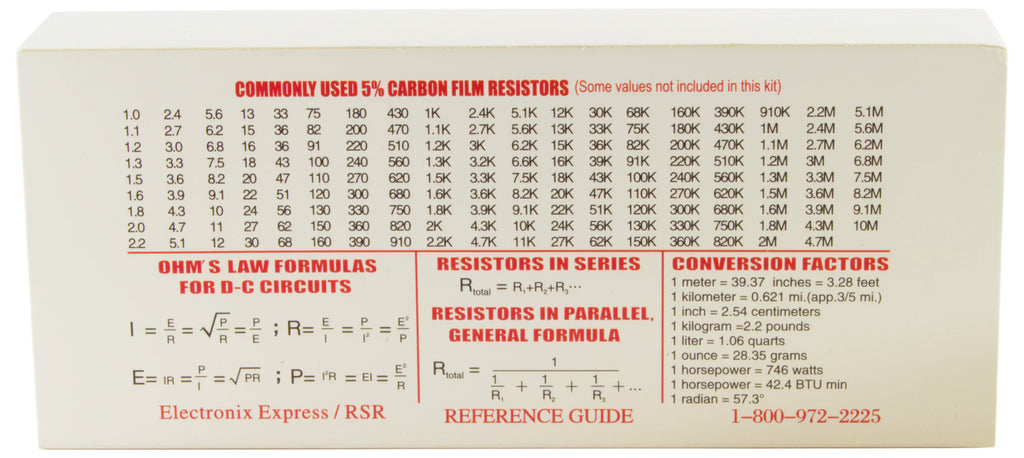 COMMONLY USED 5% CARBON FILM RESISTORS (Some values not included in this kit)
1.0 2.4 5.6 13 33 75 180 430 1K 2.4K 5.1K 12K 30K 68K 160K 390K 910K 2.2M 5.1M
1.1 2.7 6.2 15 36 82 200 470 1.1K 2.7K 5.6K 13K 33K 75K 180K 430K 1M 2.4M 5.6M
1.2 3.0 6.8 16 36 91 220 510 1.2K 3K 6.2K 15K 36K 82K 200K 470K 1.1M 2.7M 6.2M
1.3 3.3 7.5 18 43 100 240 560 1.3K 3.2K 6.6K 16K 39K 91K 220K 510K 1.2M 3M 6.8M
1.5 3.6 8.2 20 47 110 270 620 1.5K 3.3K 7.5K 18K 43K 100K 240K 560K 1.3M 3.3M 7.5M
1.6 3.9 9.1 22 51 120 300 680 1.6K 3.6K 8.2K 20K 47K 110K 270K 620K 1.5M 3.6M 8.2M
1.8 4.3 10 24 56 130 330 750 1.8K 3.9K 9.1K 22K 51K 120K 300K 680K 1.6M 3.9M 9.1M
2.0 4.7 11 27 62 150 360 820 2K 4.3K 10K 24K 56K 130K 330K 750K 1.8M 4.3M 10M
2.2 5.1 12 30 68 160 390 910 2.2K 4.7K 11K 27K 62K 150K 360K 820K 2M 4.7M
OHM'S LAW FORMULAS
FOR D-C CIRCUITS
I = E/R = √P/R = P/E ; R= E/I = P/I² = E²/P
E= IR = P/I = √PR ; P= I²R = EI = E²/R
Electronix Express / RSR
RESISTORS IN SERIES
Rtotal = R₁+R₂+R₃···
RESISTORS IN PARALLEL,
GENERAL FORMULA
Rtotal = 1/(1/R₁ + 1/R₂ + 1/R₃ + ...)
REFERENCE GUIDE
CONVERSION FACTORS
1 meter = 39.37 inches = 3.28 feet
1 kilometer = 0.621 mi.(app.3/5 mi.)
1 inch = 2.54 centimeters
1 kilogram =2.2 pounds
1 liter = 1.06 quarts
1 ounce = 28.35 grams
1 horsepower = 746 watts
1 horsepower = 42.4 BTU min
1 radian = 57.3°
1-800-972-2225